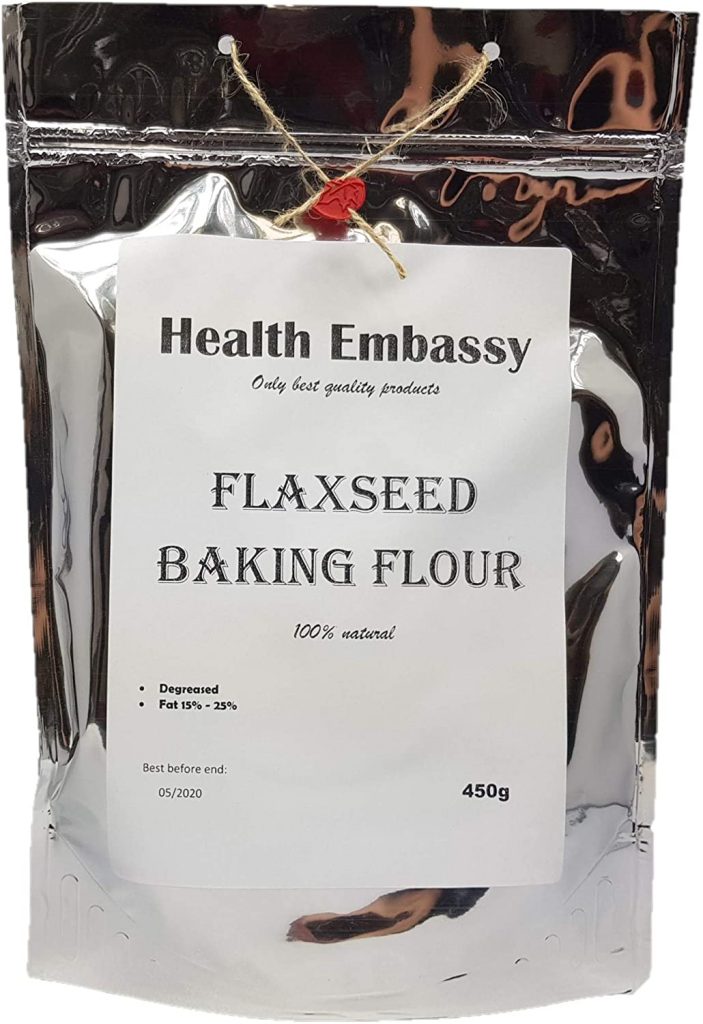 Health Embassy
Only best quality products
FLAXSEED
BAKING FLOUR
100% natural
• Degreased
• Fat 15% - 25%
Best before end:
05/2020
450g